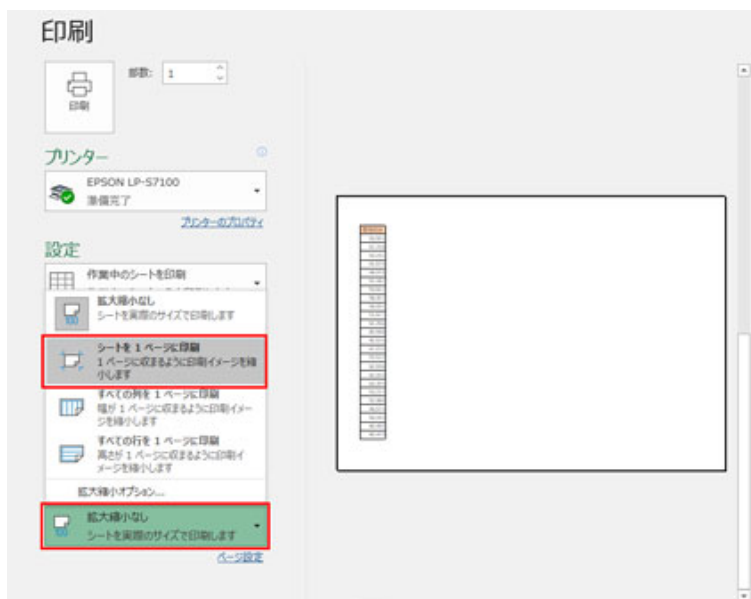 印刷
部数: 1
印刷
プリンター
EPSON LP-S7100
準備完了
プリンターのプロパティ
設定
作業中のシートを印刷
拡大縮小なし
シートを実際のサイズで印刷します
シートを 1 ページに印刷
1 ページに収まるように印刷イメージを縮
小します
すべての列を 1 ページに印刷
幅が 1 ページに収まるように印刷イメー
ジを縮小します
すべての行を 1 ページに印刷
高さが 1 ページに収まるように印刷イ
メージを縮小します
拡大縮小オプション...
拡大縮小なし
シートを実際のサイズで印刷します
ページ設定